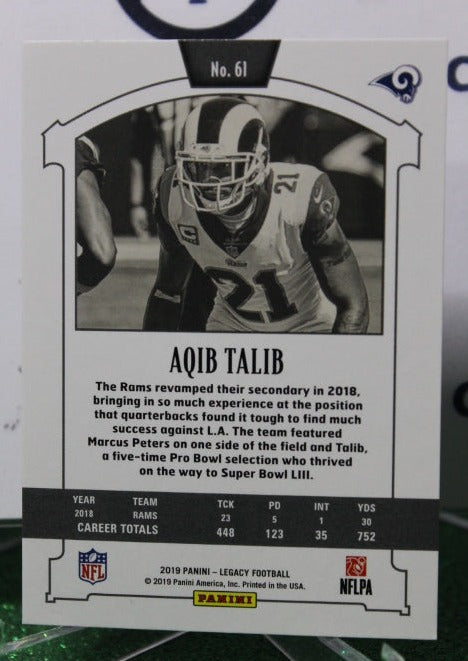 No. 61
21
C
21
AQIB TALIB
The Rams revamped their secondary in 2018,
bringing in so much experience at the position
that quarterbacks found it tough to find much
success against L.A. The team featured
Marcus Peters on one side of the field and Talib,
a five-time Pro Bowl selection who thrived
on the way to Super Bowl LIII.
YEAR TEAM TCK PD INT YDS
2018 RAMS 23 5 1 30
CAREER TOTALS 448 123 35 752
NFL
2019 PANINI – LEGACY FOOTBALL
© 2019 Panini America, Inc. Printed in the USA.
PANINI
NFLPA